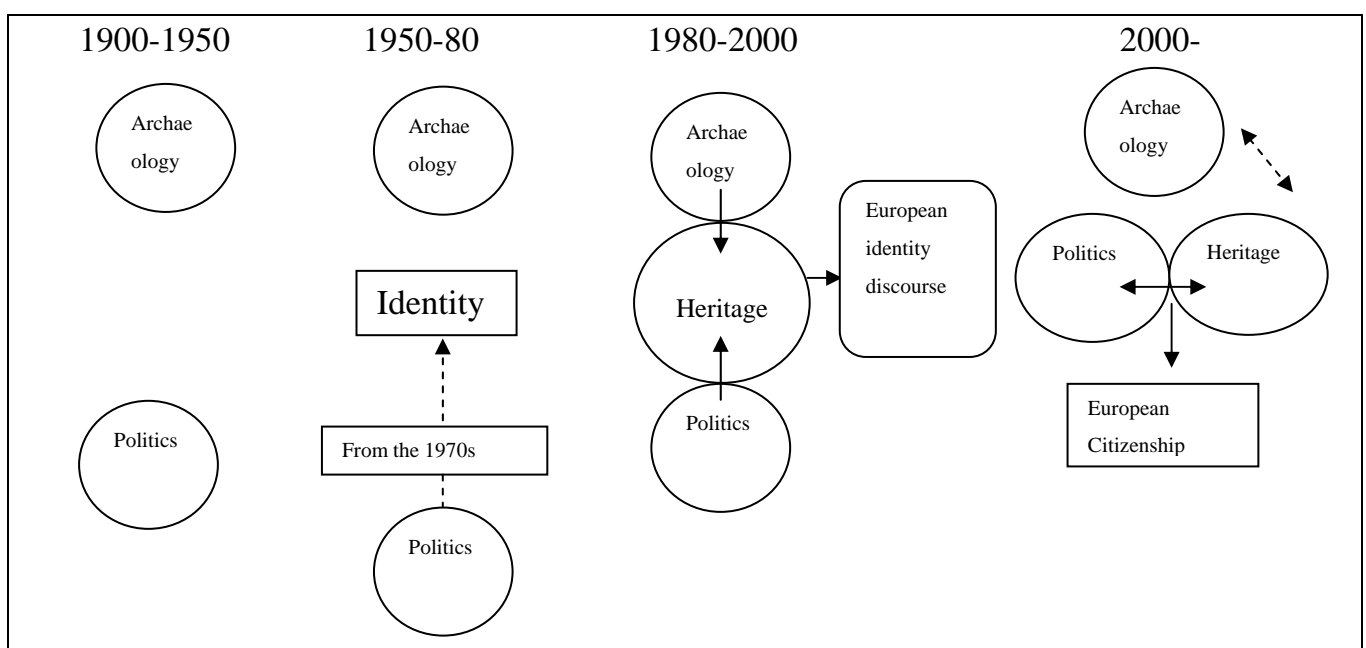 1900-1950
Archae
ology
Politics
1950-80
Archae
ology
Identity
From the 1970s
Politics
1980-2000
Archae
ology
Heritage
Politics
European
identity
discourse
2000-
Archae
ology
Politics
Heritage
European
Citizenship